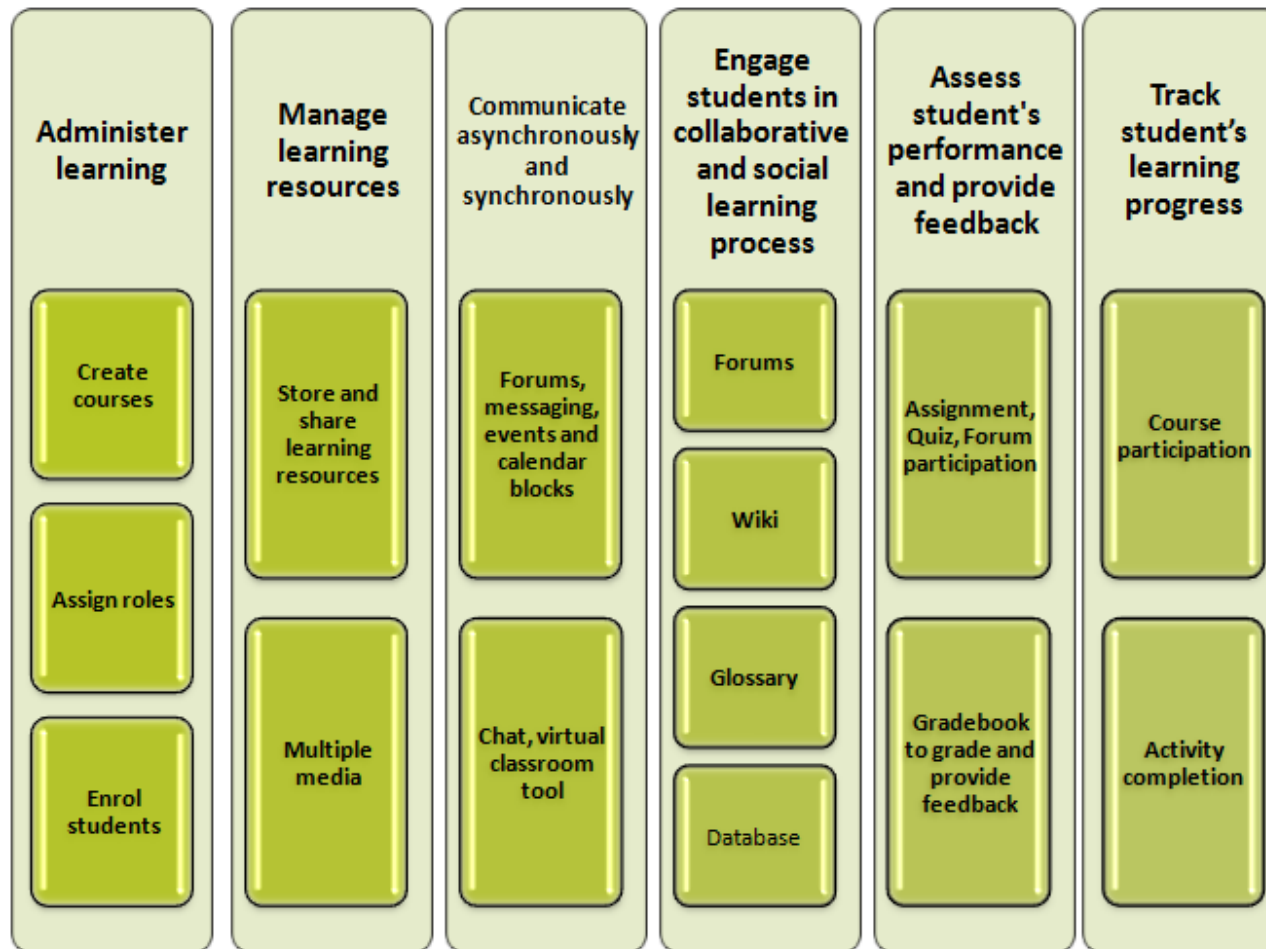 Administer
learning
Create
courses
Assign roles
Enrol
students
Manage
learning
resources
Store and
share
learning
resources
Multiple
media
Communicate
asynchronously
and
synchronously
Forums,
messaging,
events and
calendar
blocks
Chat, virtual
classroom
tool
Engage
students in
collaborative
and social
learning
process
Forums
Wiki
Glossary
Database
Assess
student's
performance
and provide
feedback
Assignment,
Quiz, Forum
participation
Gradebook
to grade and
provide
feedback
Track
student’s
learning
progress
Course
participation
Activity
completion